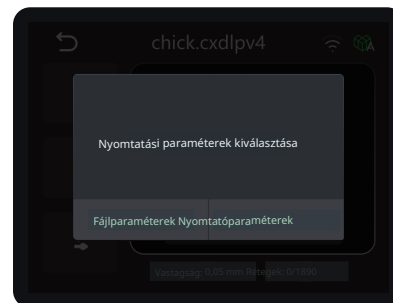 chick.cxdlpv4
Nyomtatási paraméterek kiválasztása
Fájlparaméterek Nyomtatóparaméterek
Vastagság: 0,05 mm Rétegek: 0/1890